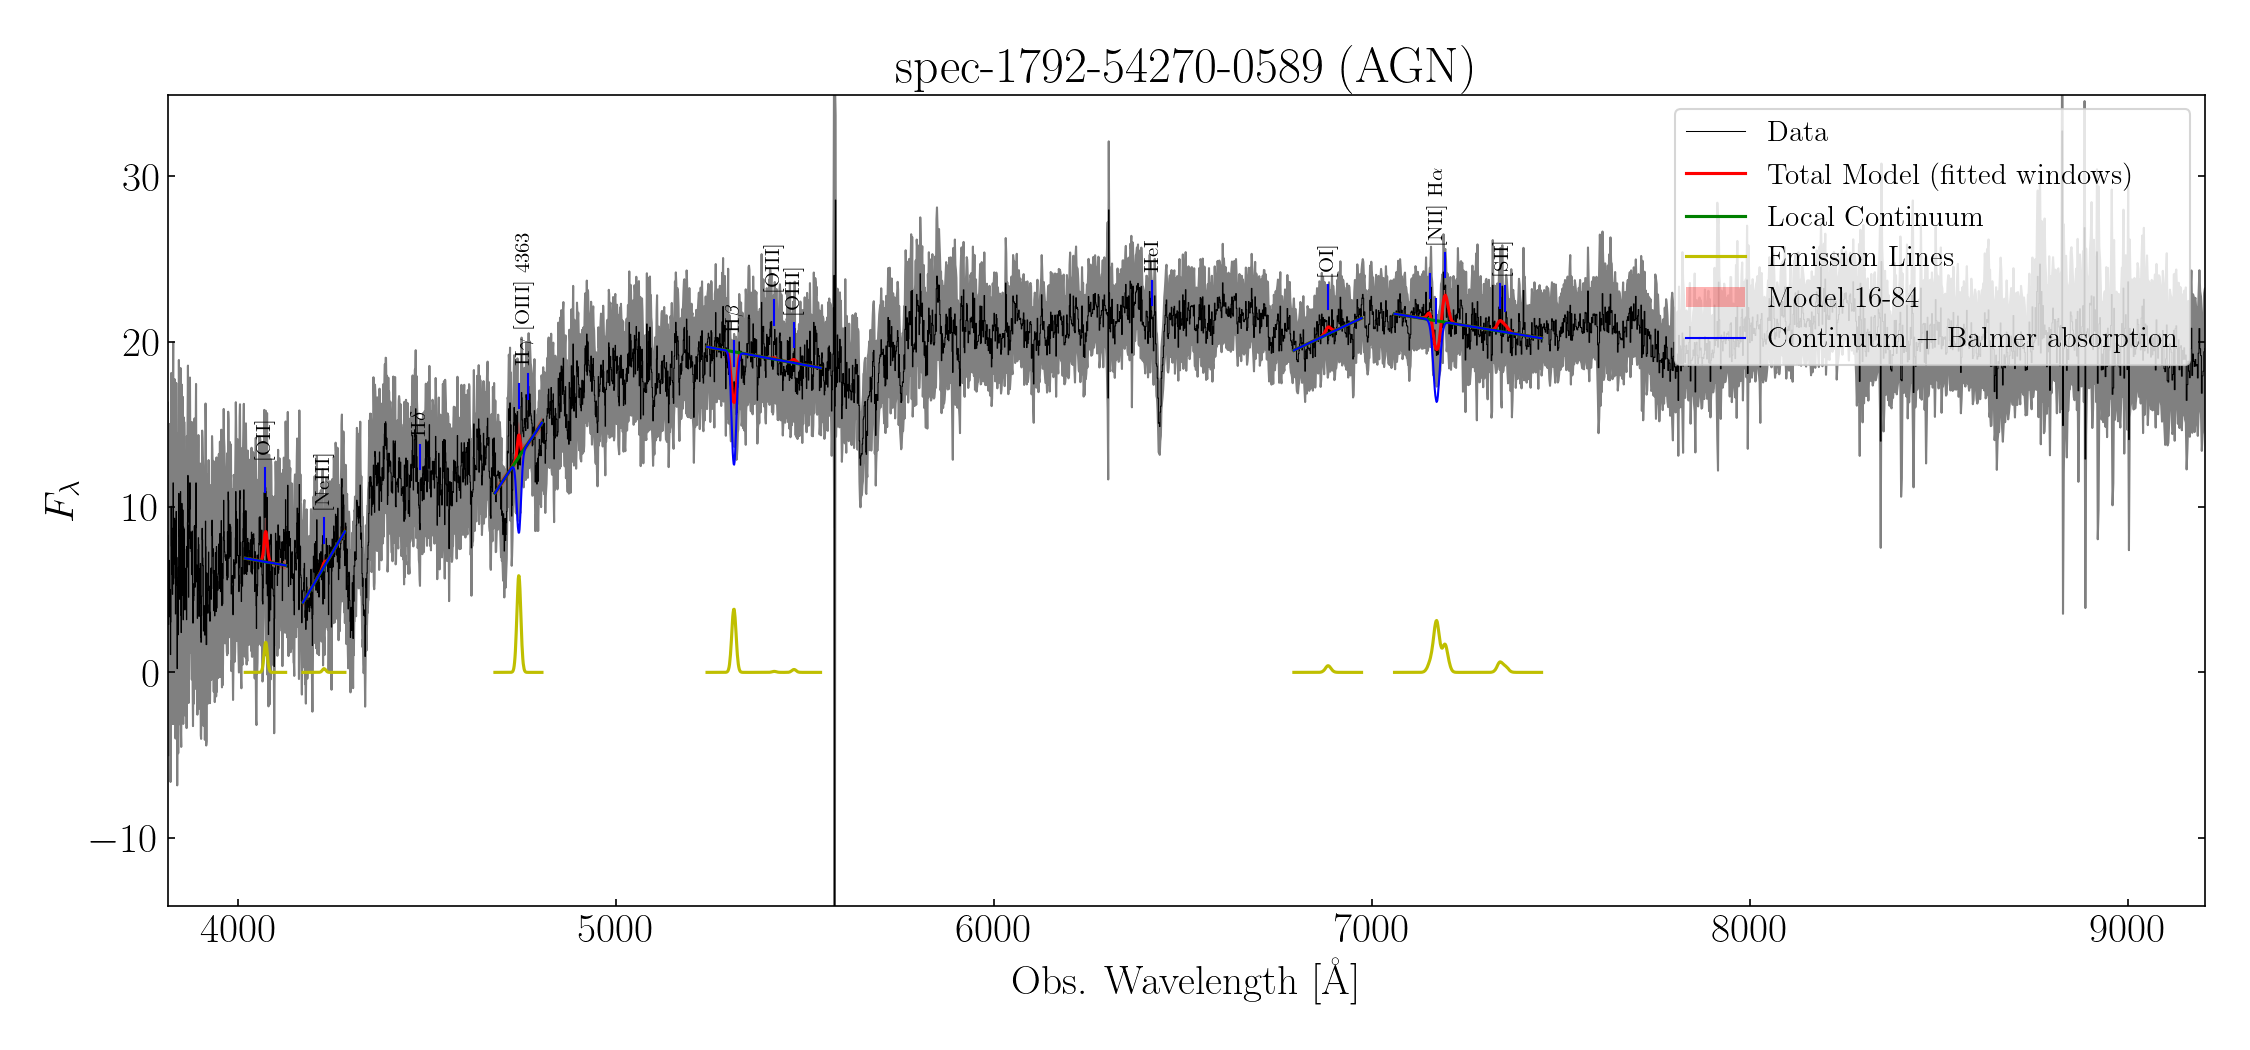 spec-1792-54270-0589 (AGN)
Data
Total Model (fitted windows)
Local Continuum
Emission Lines
Model 16-84
Continuum + Balmer absorption
[OII]
[NeIII]
Hδ
Hγ [OIII] 4363
Hβ
[OIII]
[OIII]
HeI
[OI]
[NII] Hα
[SII]
30
20
10
0
−10
Fλ
4000 5000 6000 7000 8000 9000
Obs. Wavelength [Å]